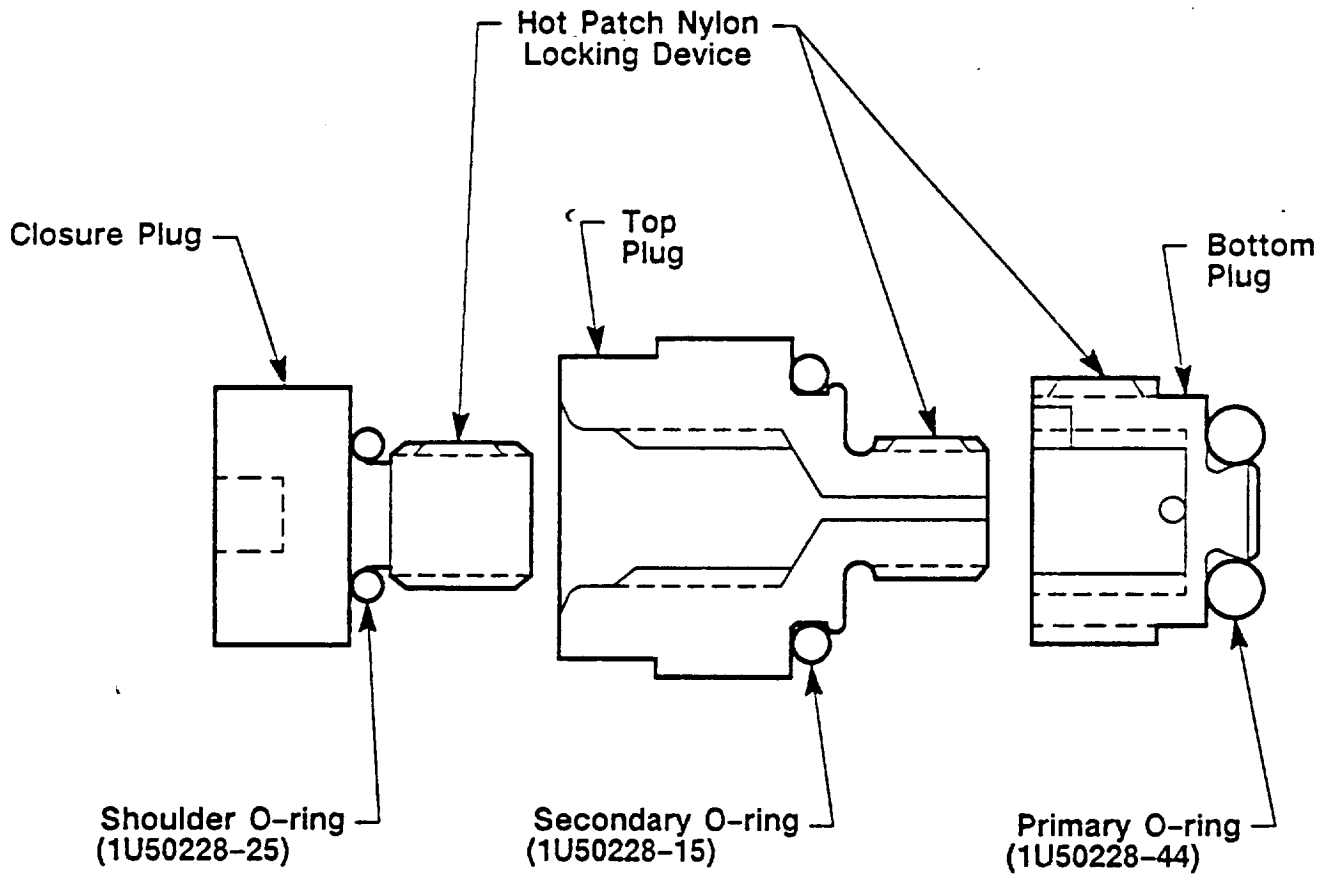 Hot Patch Nylon
Locking Device
Closure Plug
Top
Plug
Bottom
Plug
Shoulder O-ring
(1U50228-25)
Secondary O-ring
(1U50228-15)
Primary O-ring
(1U50228-44)